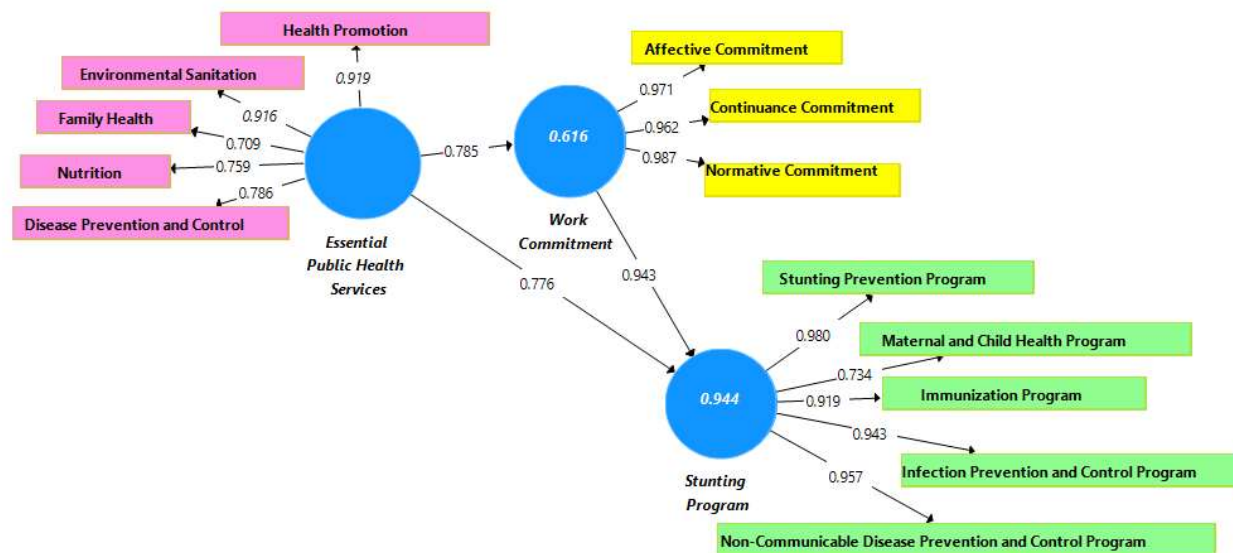 Health Promotion
0.919
Environmental Sanitation
0.916
Family Health
0.709
Nutrition
0.759
0.786
Disease Prevention and Control
Essential
Public Health
Services
0.785
0.776
0.616
Work
Commitment
0.943
Affective Commitment
0.971
Continuance Commitment
0.962
0.987
Normative Commitment
0.944
Stunting
Program
Stunting Prevention Program
0.980
Maternal and Child Health Program
0.734
Immunization Program
0.919
0.943
Infection Prevention and Control Program
0.957
Non-Communicable Disease Prevention and Control Program